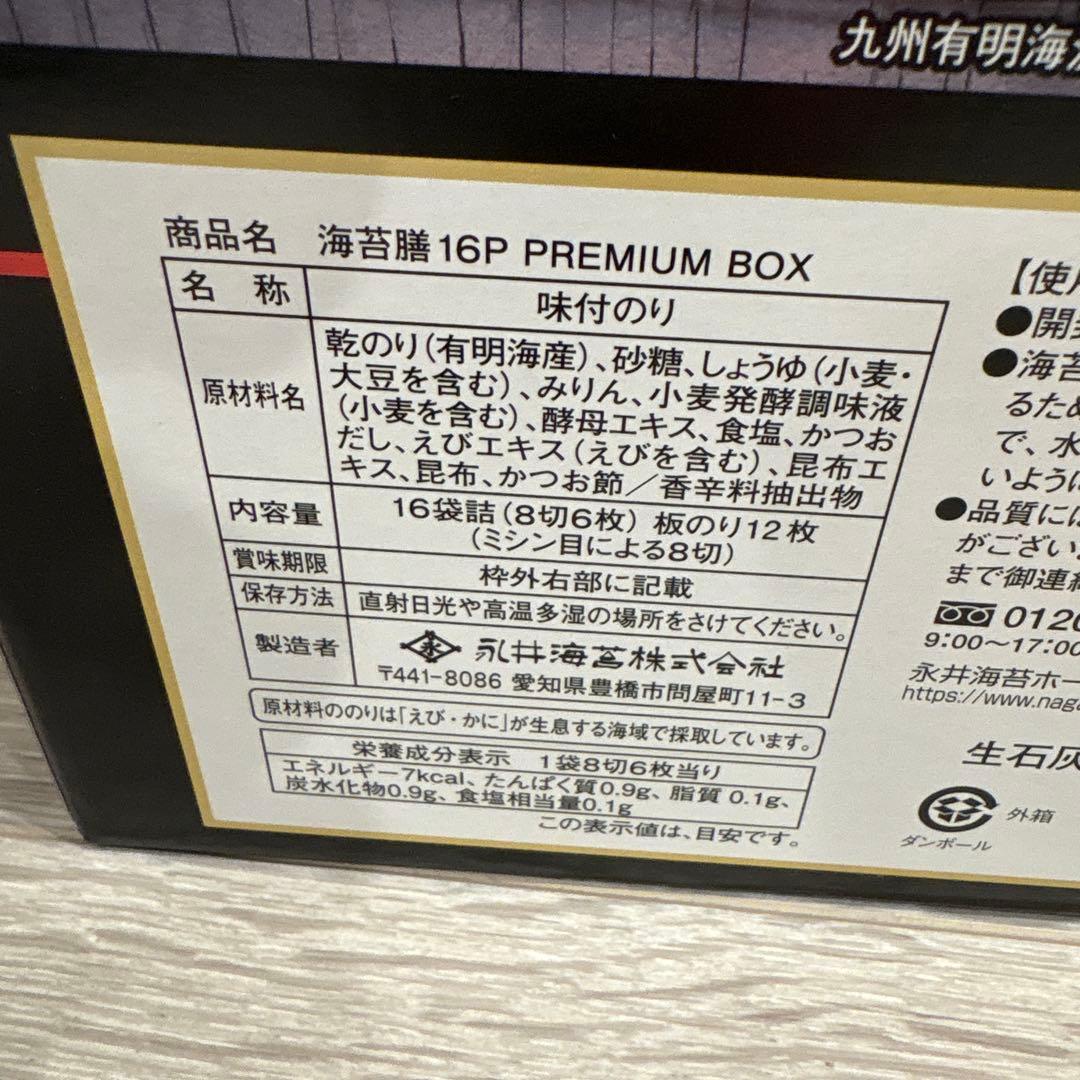 九州有明海
商品名 海苔膳16P PREMIUM BOX
名 称 味付のり
原材料名
乾のり(有明海産)、砂糖、しょうゆ(小麦・
大豆を含む)、みりん、小麦発酵調味液
(小麦を含む)、酵母エキス、食塩、かつお
だし、えびエキス(えびを含む)、昆布エ
キス、昆布、かつお節/香辛料抽出物
内容量
16袋詰(8切6枚) 板のり12枚
(ミシン目による8切)
賞味期限 枠外右部に記載
保存方法 直射日光や高温多湿の場所をさけてください。
製造者
永 永井海苔株式会社
〒441-8086 愛知県豊橋市問屋町11-3
原材料ののりは「えび・かに」が生息する海域で採取しています。
栄養成分表示 1袋8切6枚当り
エネルギー7kcal、たんぱく質0.9g、脂質 0.1g、
炭水化物0.9g、食塩相当量0.1g
この表示値は、目安です。
【使用
●開封
●海苔
るため
で、水
いように
●品質には
がござい
まで御連絡
0120
9:00～17:00
永井海苔ホー
https://www.naga
生石灰
外箱
ダンボール